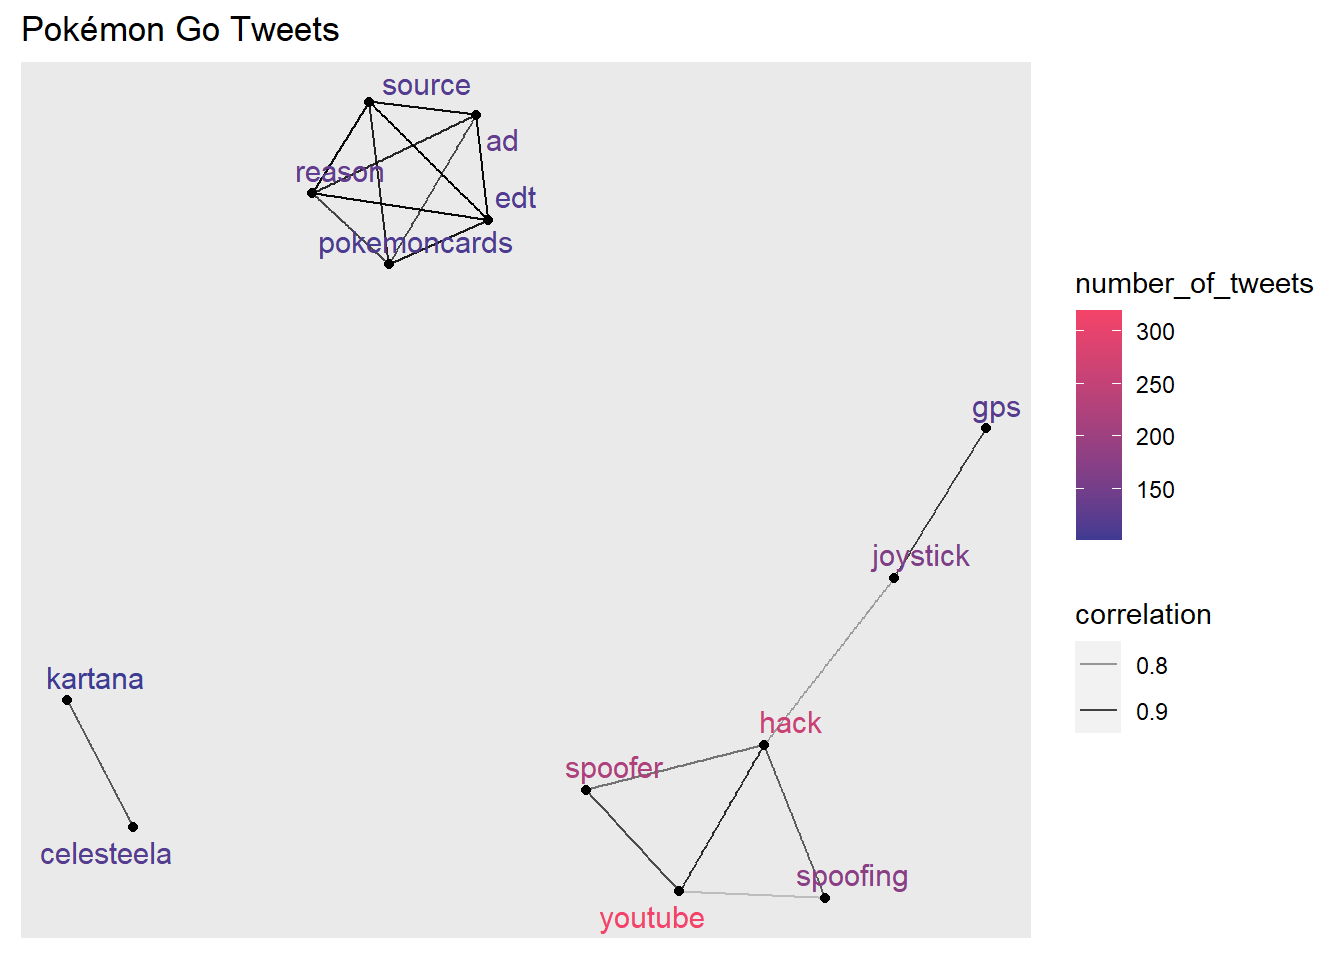 Pokémon Go Tweets
source
ad
reason
edt
pokemoncards
gps
joystick
kartana
hack
spoofer
celesteela
spoofing
youtube
number_of_tweets
300
250
200
150
correlation
0.8
0.9